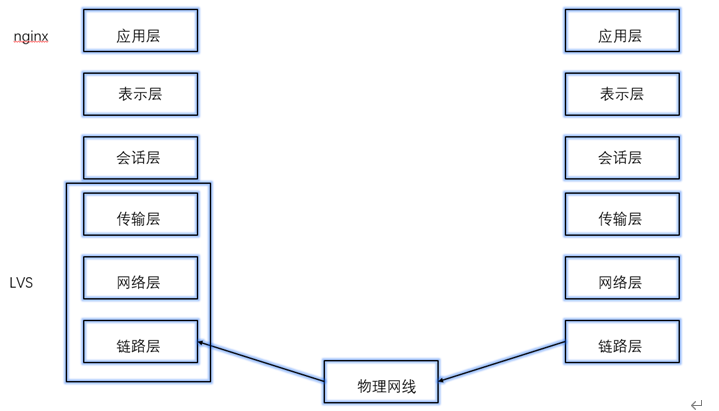 nginx 应用层 应用层
表示层 表示层
会话层 会话层
传输层 传输层
LVS 网络层 网络层
链路层 链路层
物理网线